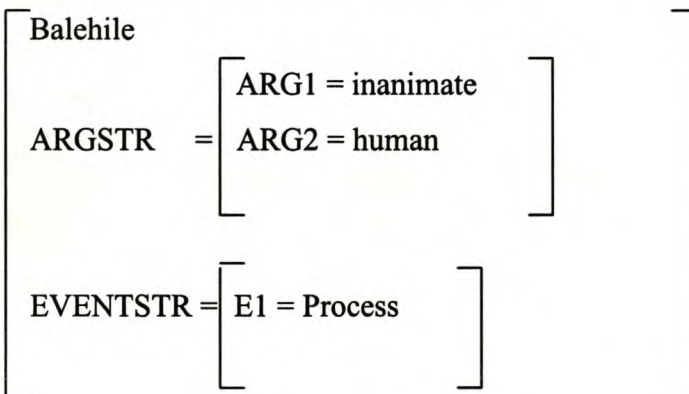 Balehile
ARG1 = inanimate
ARGSTR = ARG2 = human
EVENTSTR = E1 = Process